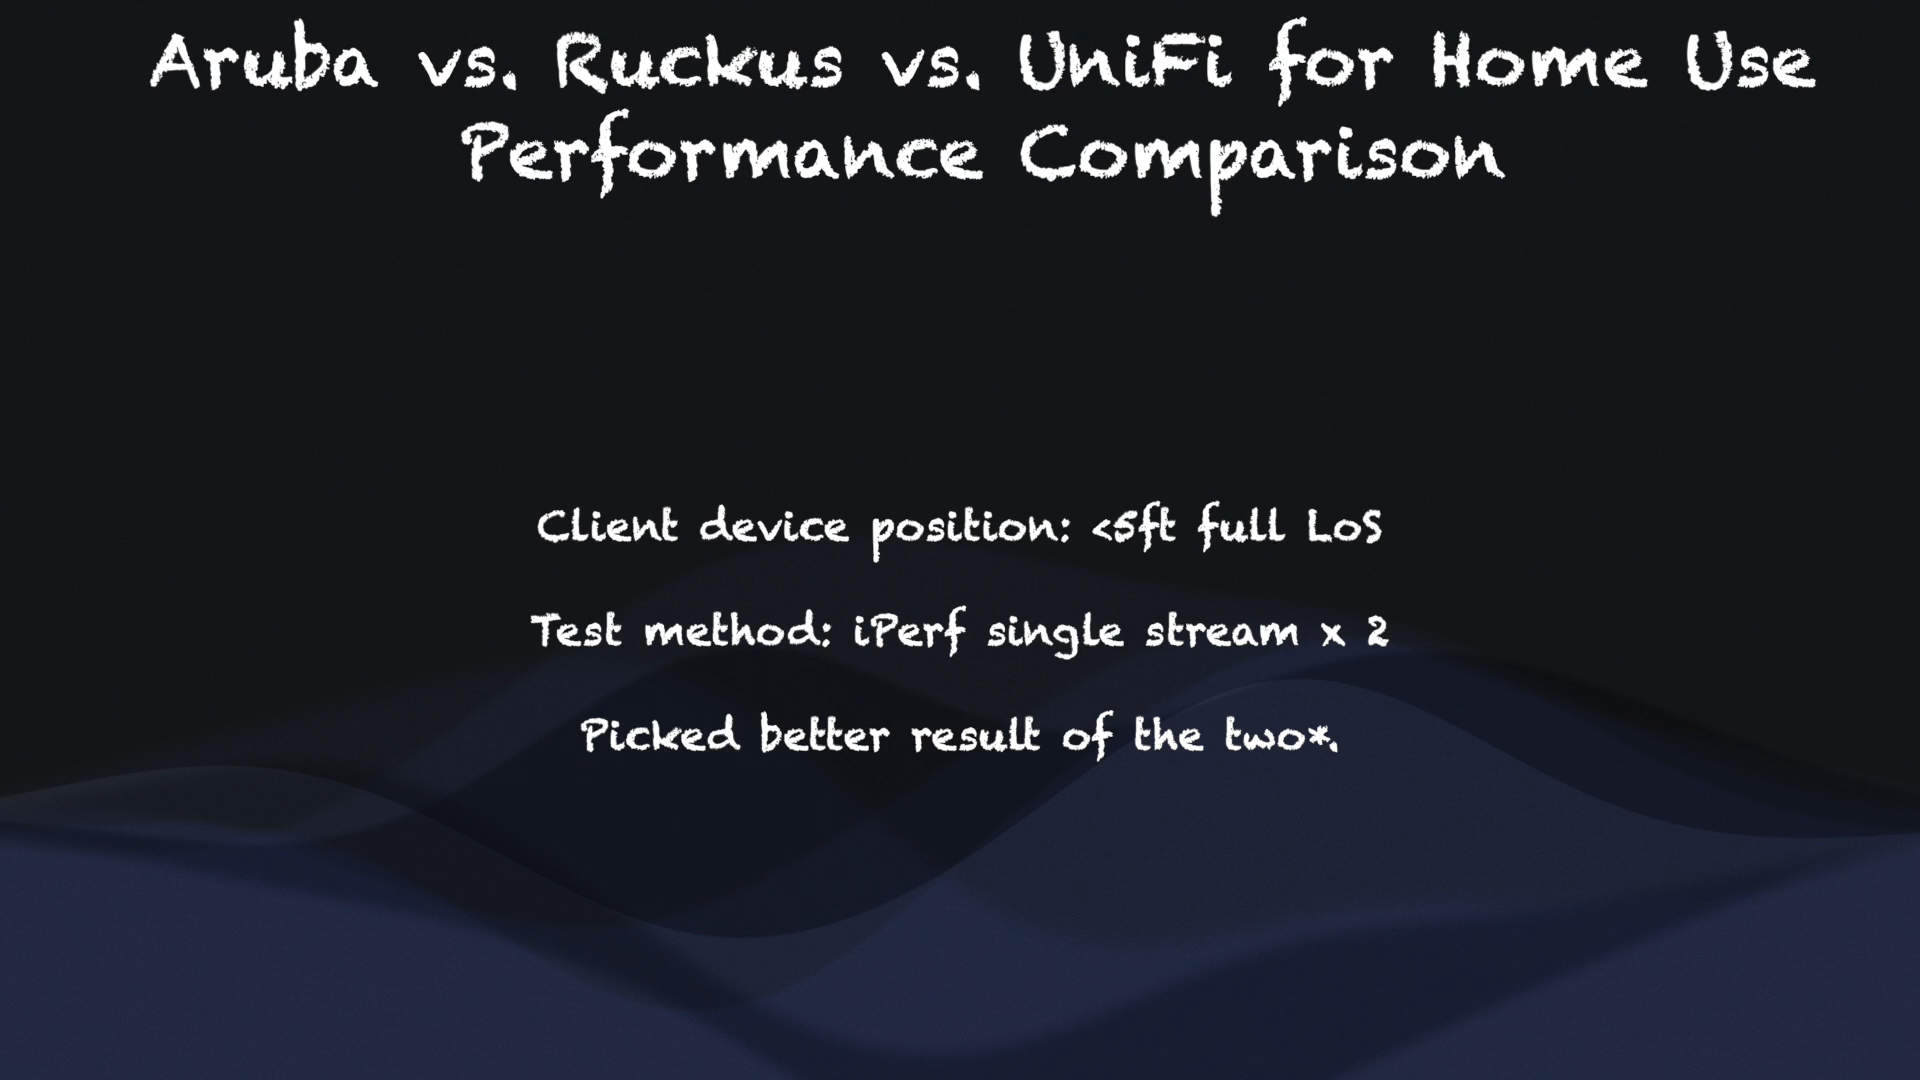 Aruba vs. Ruckus vs. UniFi for Home Use
Performance Comparison
Client device position: <5ft full LoS
Test method: iPerf single stream x 2
Picked better result of the two*.